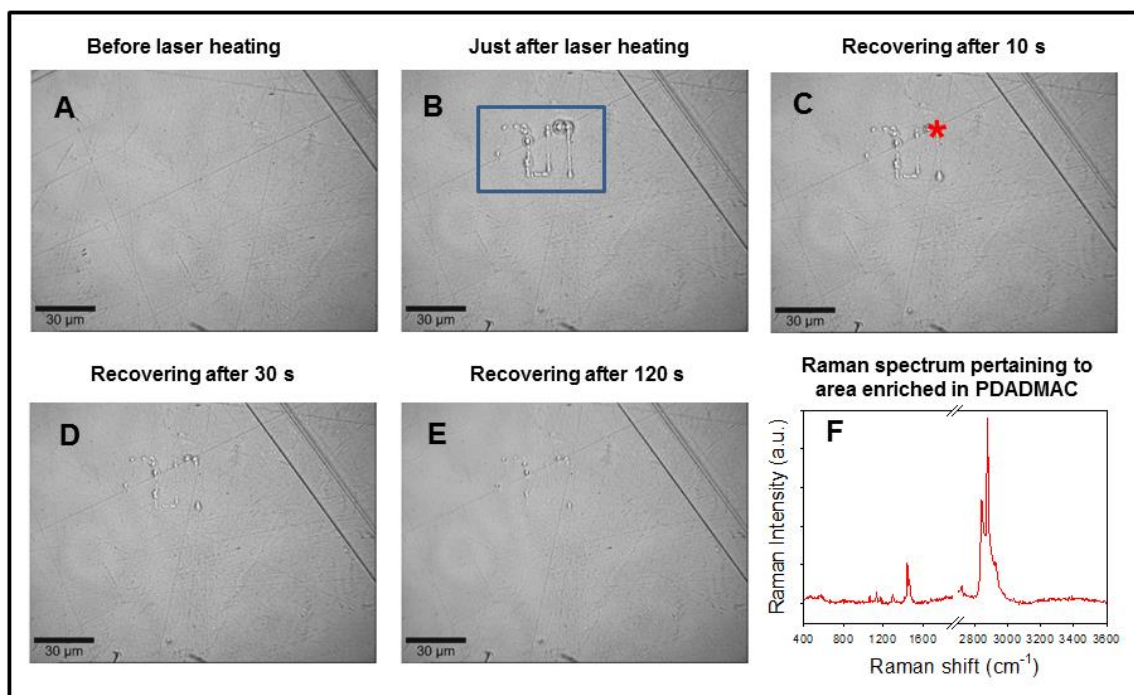 Before laser heating
Just after laser heating
Recovering after 10 s
A
B
C
*
30 µm
30 µm
30 µm
Recovering after 30 s
Recovering after 120 s
Raman spectrum pertaining to
area enriched in PDADMAC
D
E
F
30 µm
30 µm
Raman Intensity (a.u.)
400 800 1200 1600 2800 3000 3200 3400 3600
Raman shift (cm⁻¹)